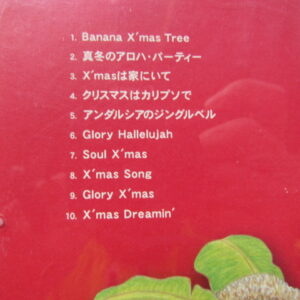 1. Banana X'mas Tree
2. 真冬のアロハ・パーティー
3. X'masは家にいて
4. クリスマスはカリプソで
5. アンダルシアのジングルベル
6. Glory Hallelujah
7. Soul X'mas
8. X'mas Song
9. Glory X'mas
10. X'mas Dreamin'